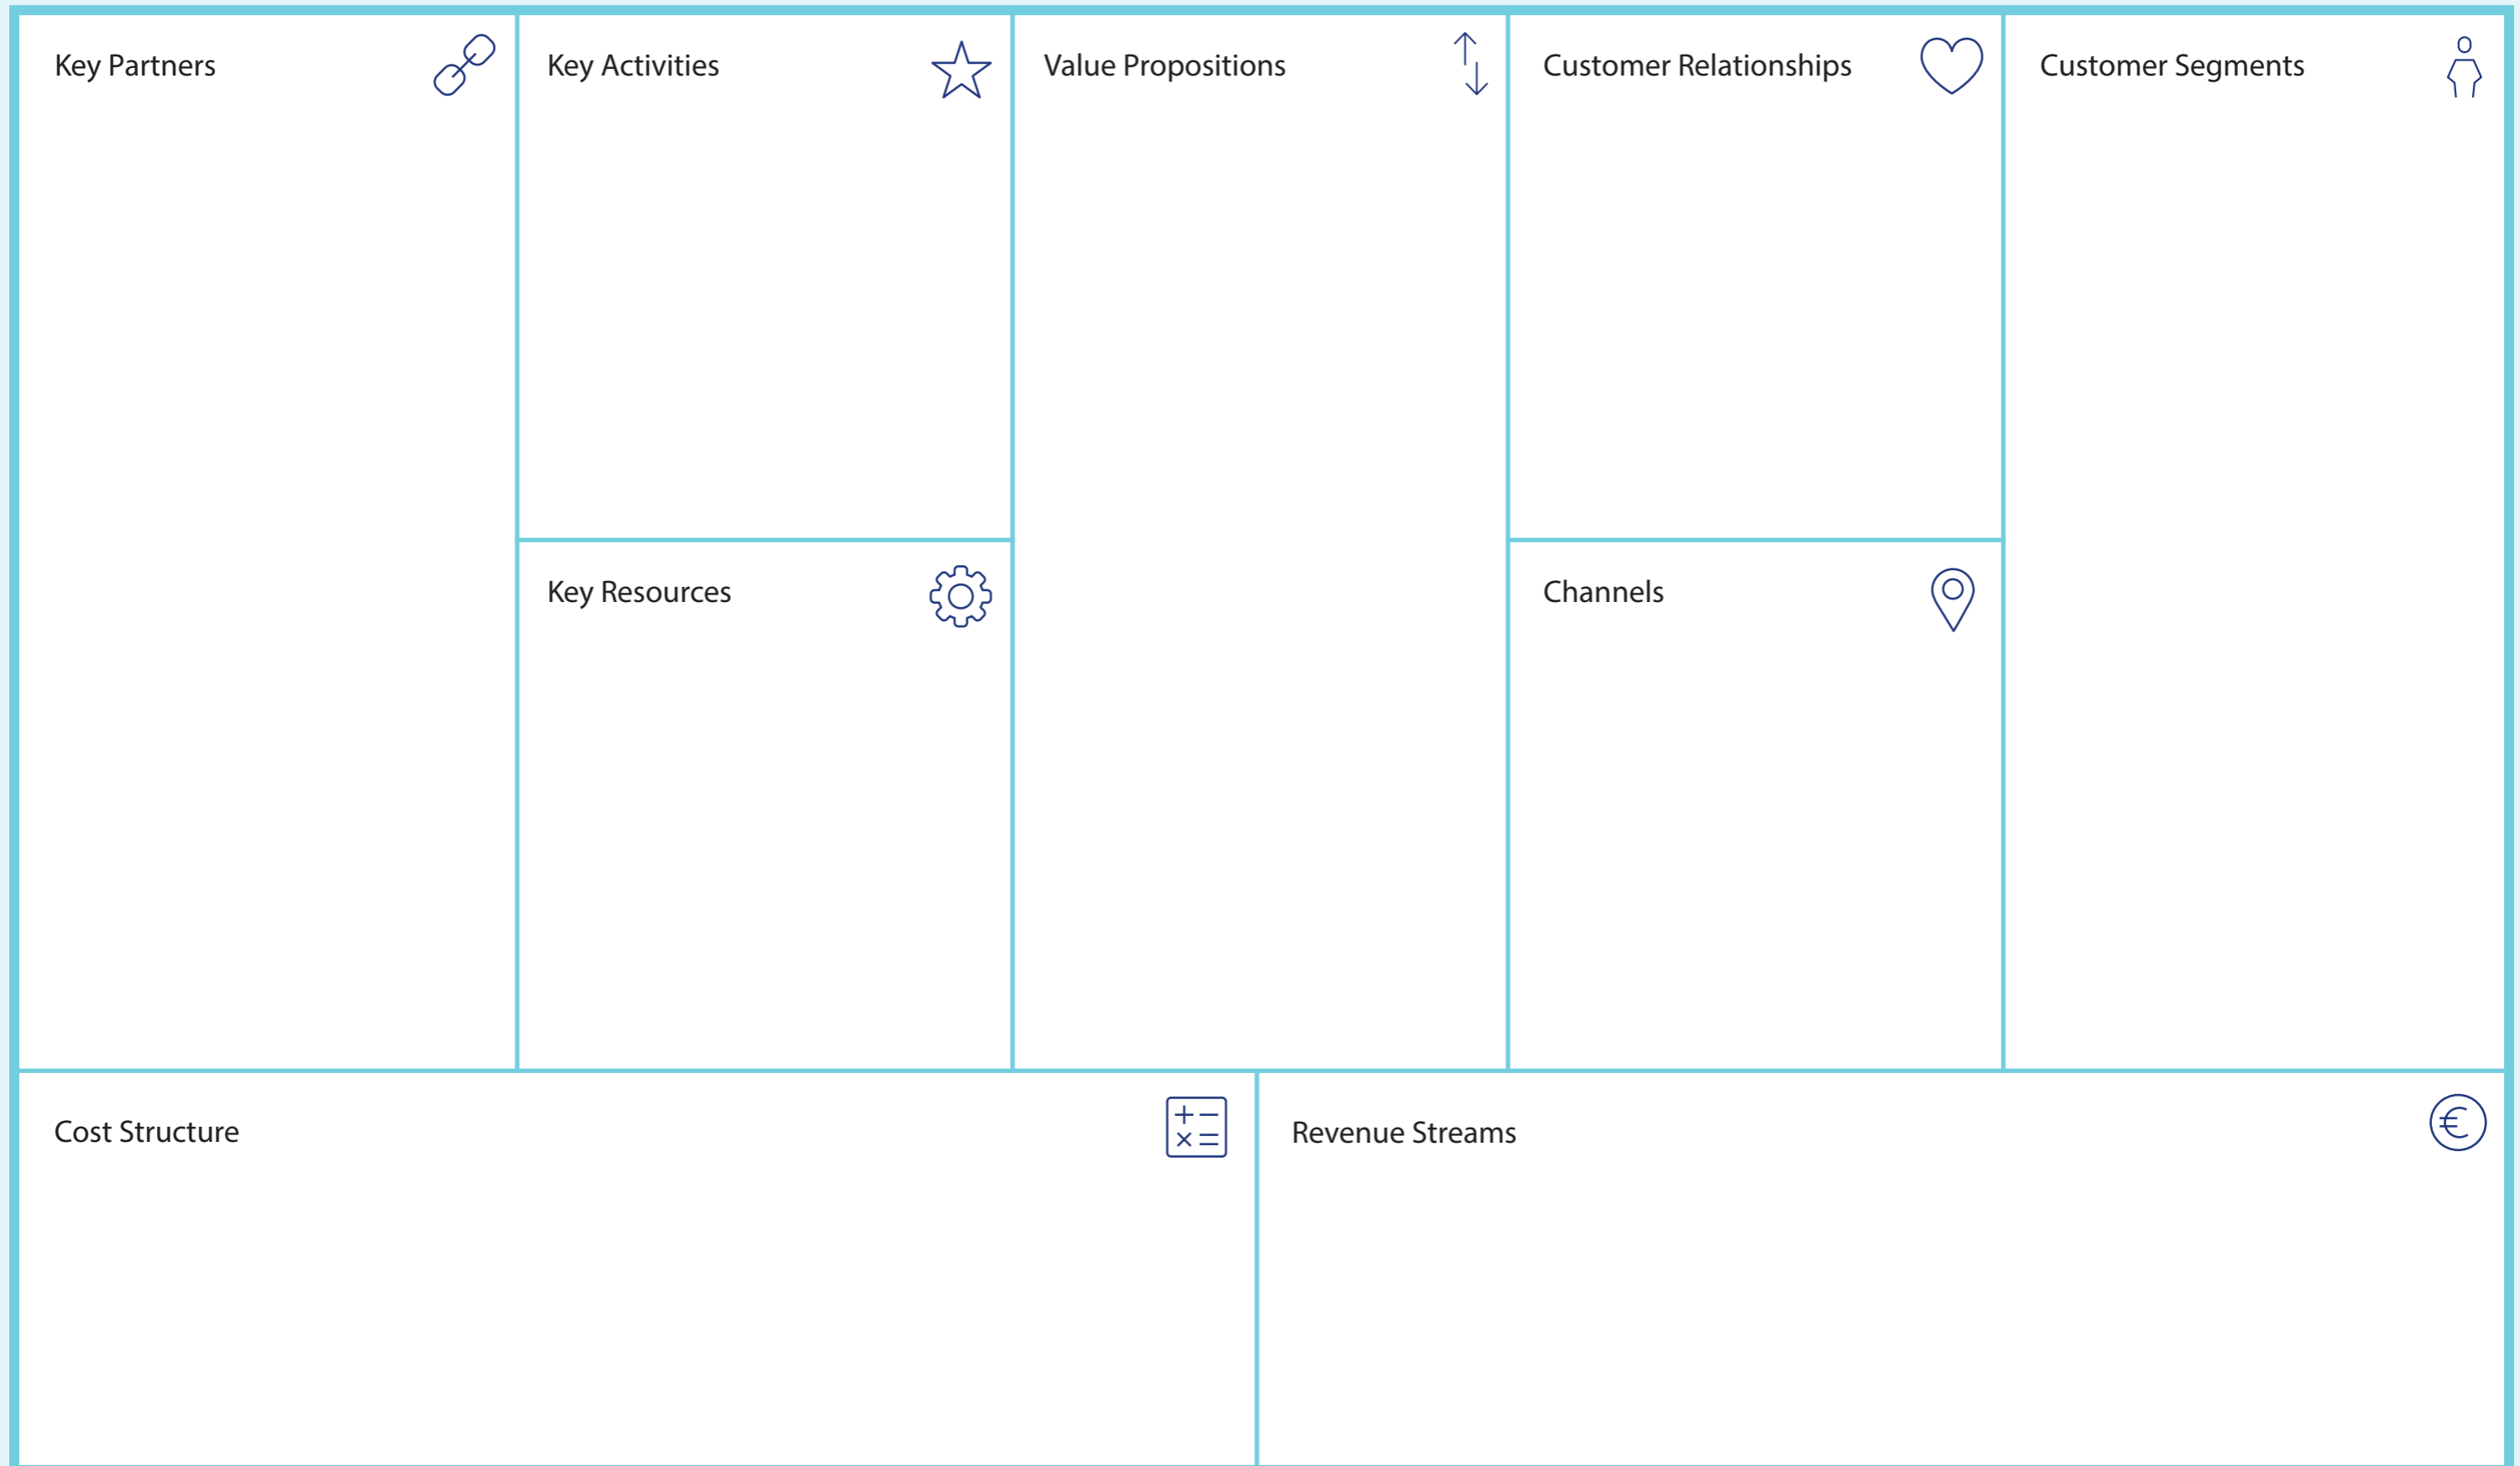 Key Partners
Key Activities
Value Propositions
Customer Relationships
Customer Segments
Key Resources
Channels
Cost Structure
Revenue Streams